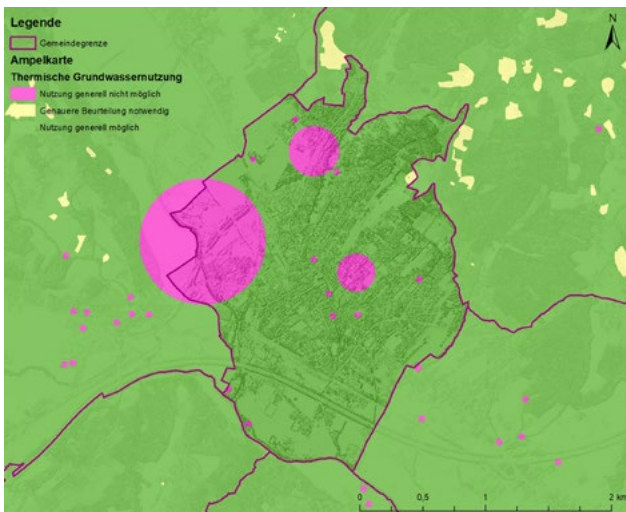 Legende
Gemeindegrenze
Ampelkarte
Thermische Grundwassernutzung
Nutzung generell nicht möglich
Genauere Beurteilung notwendig
Nutzung generell möglich
N
0 0,5 1 2 km